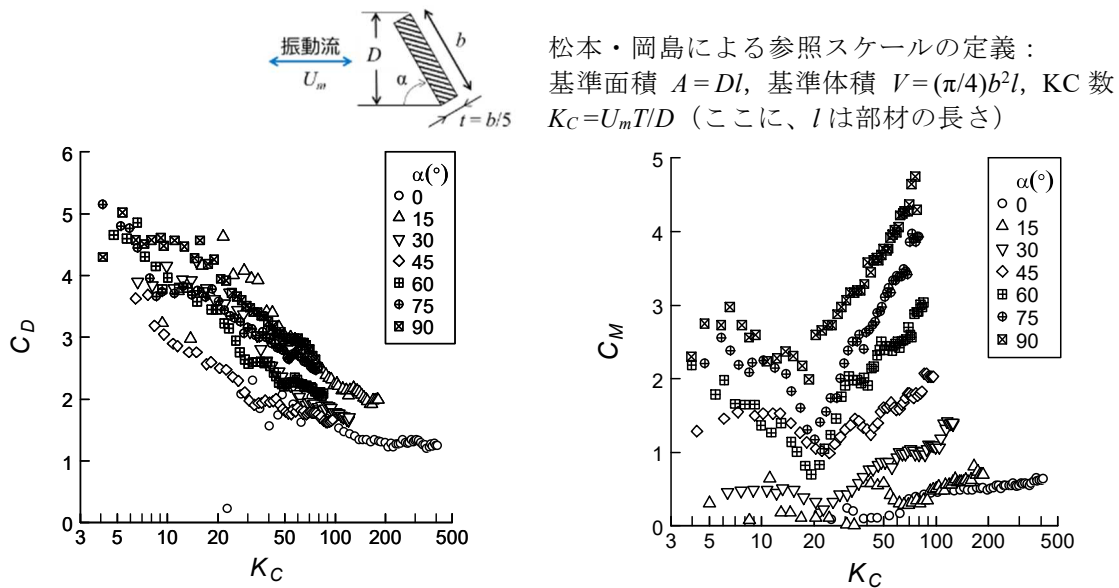 振動流
U_m
D
b
α
t = b/5
松本・岡島による参照スケールの定義：
基準面積 A = Dl, 基準体積 V = (π/4)b²l, KC 数
K_C =U_mT/D（ここに、l は部材の長さ）
6
5
4
3
2
1
0
C_D
3 5 10 50 100 500
K_C
α(°)
0
15
30
45
60
75
90
5
4
3
2
1
0
C_M
3 5 10 50 100 500
K_C
α(°)
0
15
30
45
60
75
90